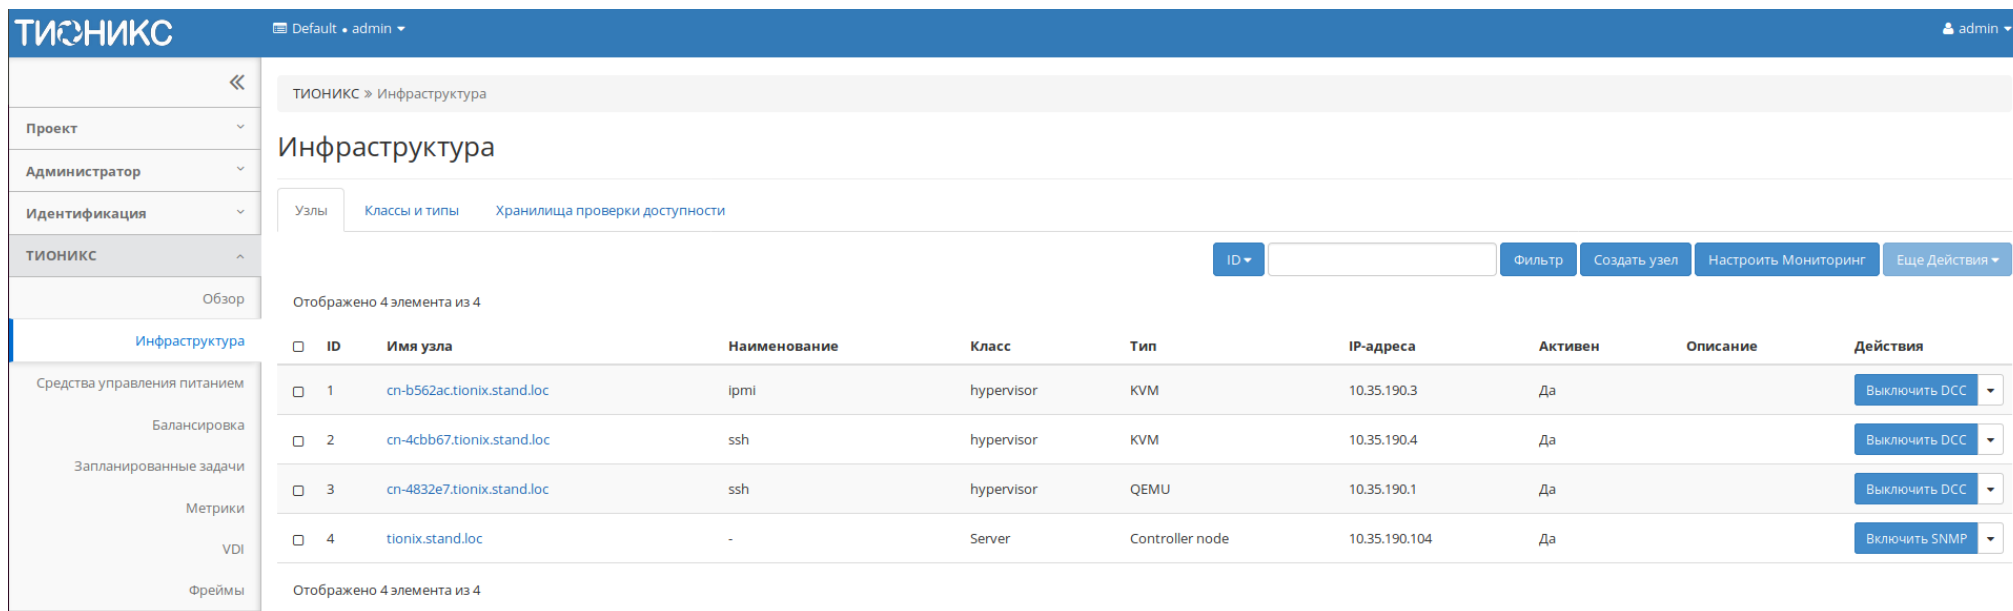 ТИОНИКС
Default • admin
admin
ТИОНИКС » Инфраструктура
Проект
Администратор
Идентификация
ТИОНИКС
Обзор
Инфраструктура
Средства управления питанием
Балансировка
Запланированные задачи
Метрики
VDI
Фреймы
Инфраструктура
Узлы Классы и типы Хранилища проверки доступности
ID Фильтр Создать узел Настроить Мониторинг Еще Действия
Отображено 4 элемента из 4
ID Имя узла Наименование Класс Тип IP-адреса Активен Описание Действия
1 cn-b562ac.tionix.stand.loc ipmi hypervisor KVM 10.35.190.3 Да Выключить DCC
2 cn-4cbb67.tionix.stand.loc ssh hypervisor KVM 10.35.190.4 Да Выключить DCC
3 cn-4832e7.tionix.stand.loc ssh hypervisor QEMU 10.35.190.1 Да Выключить DCC
4 tionix.stand.loc - Server Controller node 10.35.190.104 Да Включить SNMP
Отображено 4 элемента из 4